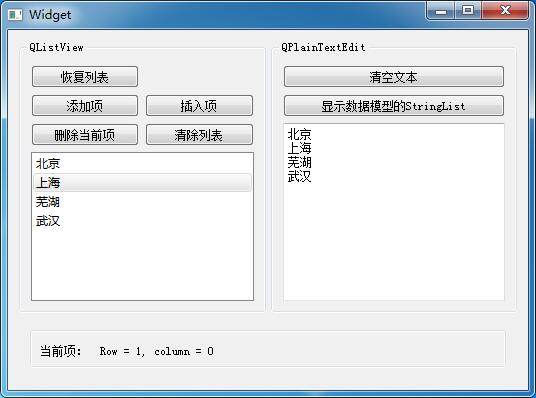 Widget
QListView
恢复列表
添加项 插入项
删除当前项 清除列表
北京
上海
芜湖
武汉
QPlainTextEdit
清空文本
显示数据模型的StringList
北京
上海
芜湖
武汉
当前项： Row = 1, column = 0